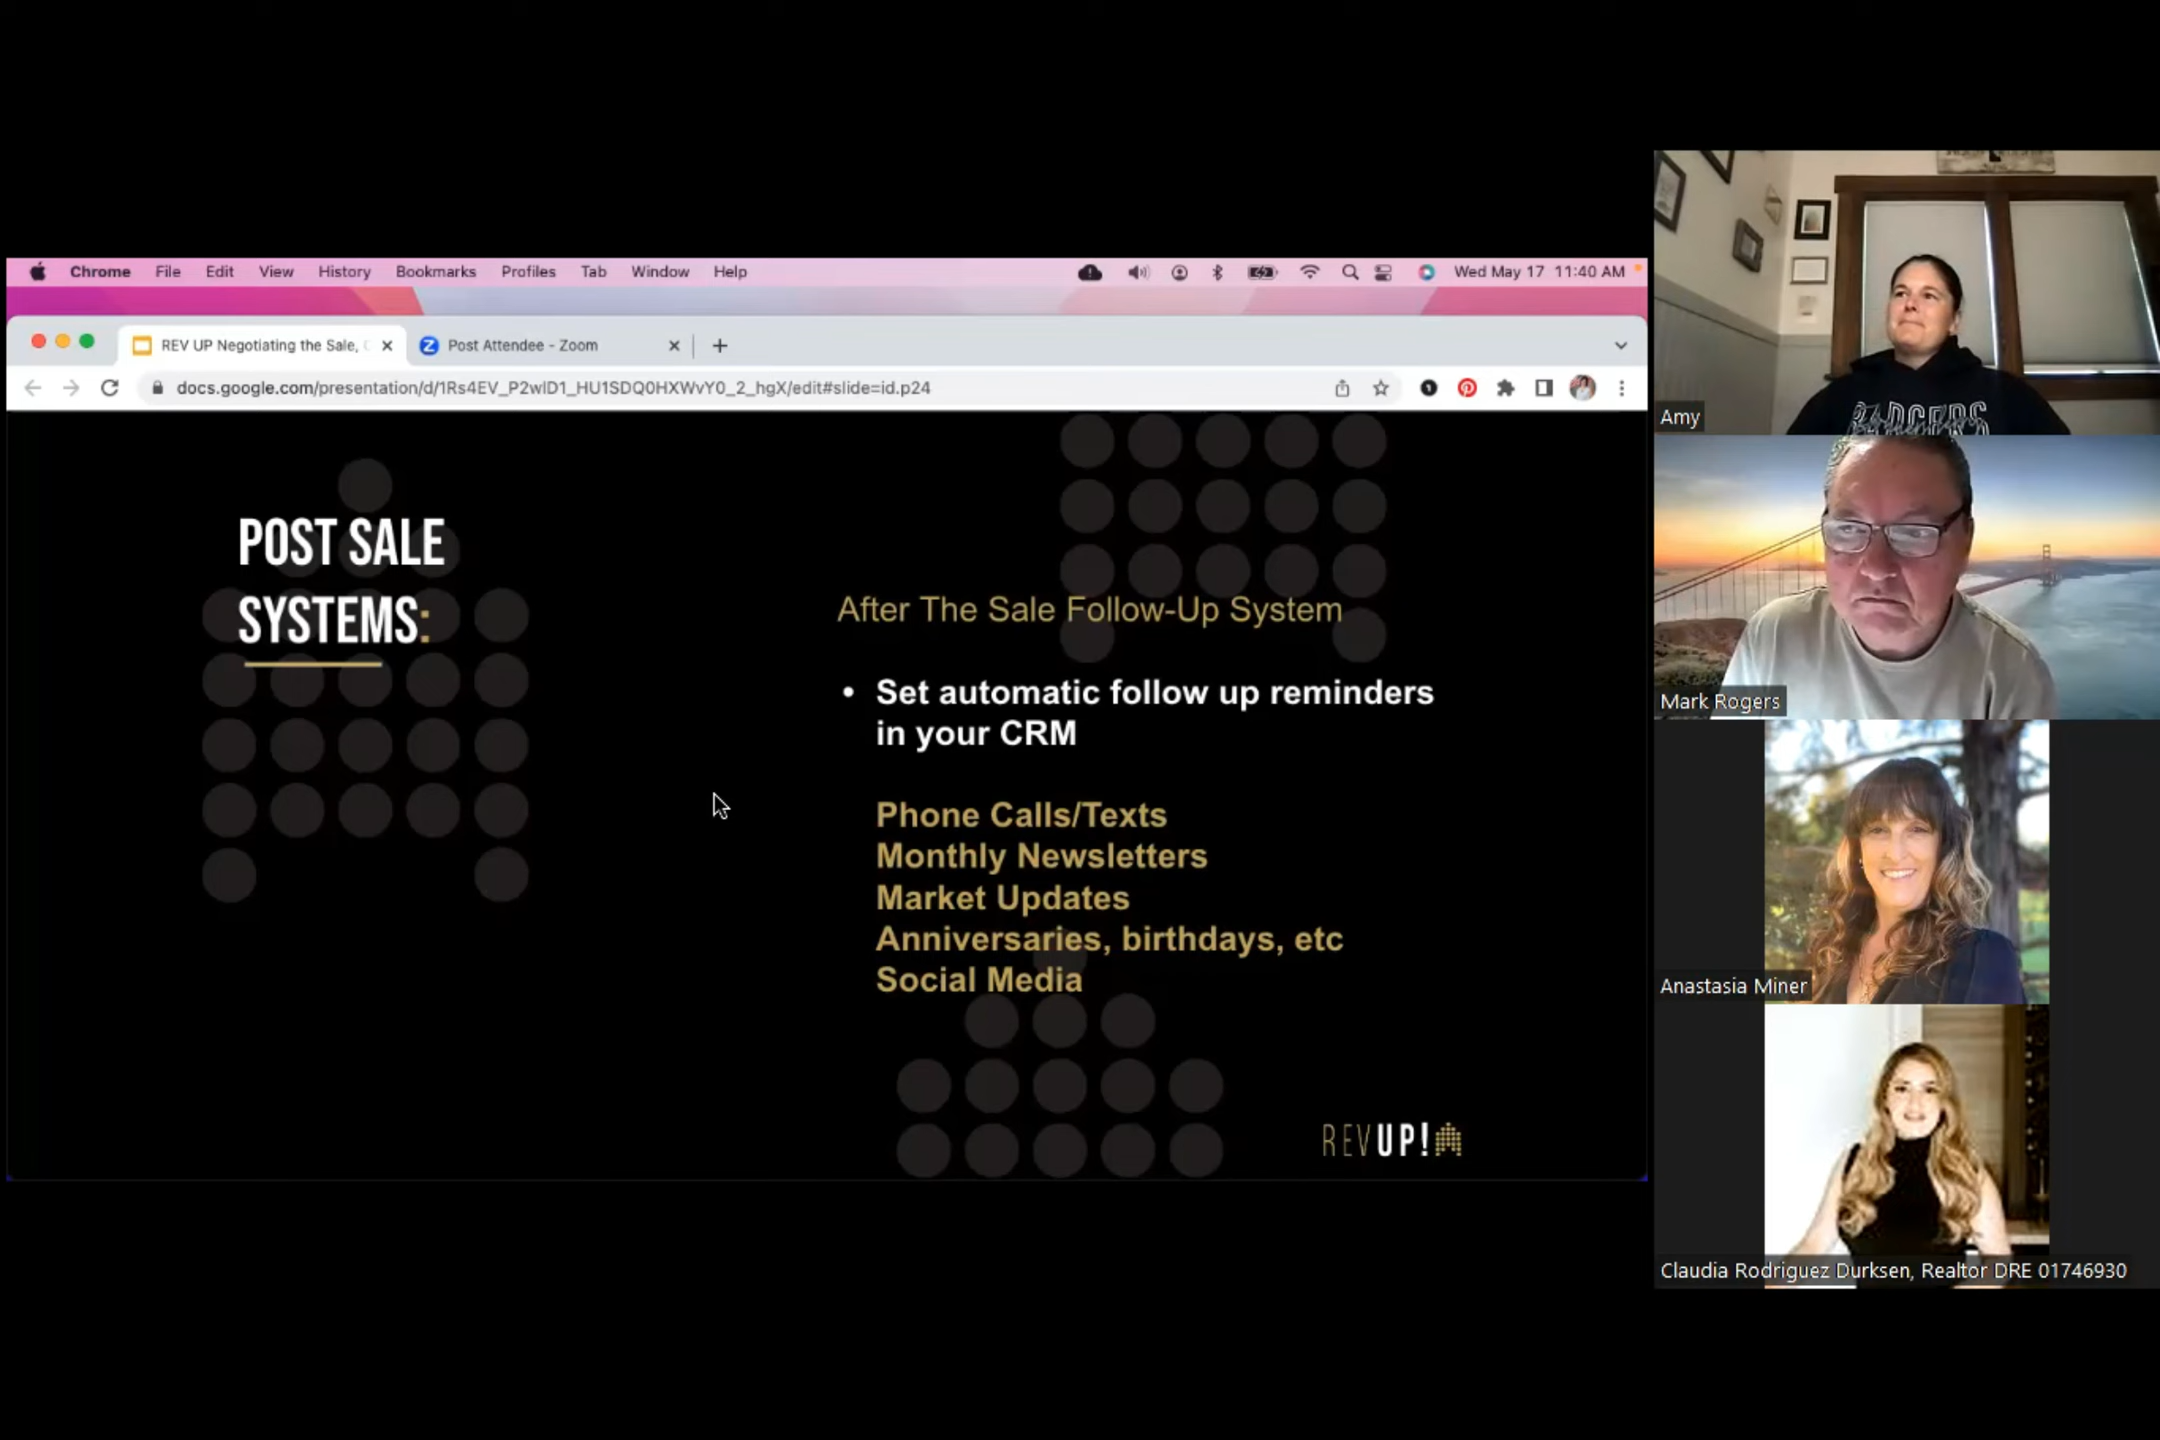 Chrome File Edit View History Bookmarks Profiles Tab Window Help Wed May 17 11:40 AM
REV UP Negotiating the Sale, Post Attendee - Zoom
docs.google.com/presentation/d/1Rs4EV_P2wlD1_HU1SDQ0HXWvY0_2_hgX/edit#slide=id.p24
POST SALE
SYSTEMS:
After The Sale Follow-Up System
• Set automatic follow up reminders
in your CRM
Phone Calls/Texts
Monthly Newsletters
Market Updates
Anniversaries, birthdays, etc
Social Media
REVUP!
Amy
BADGERS
Mark Rogers
Anastasia Miner
Claudia Rodriguez Durksen, Realtor DRE 01746930